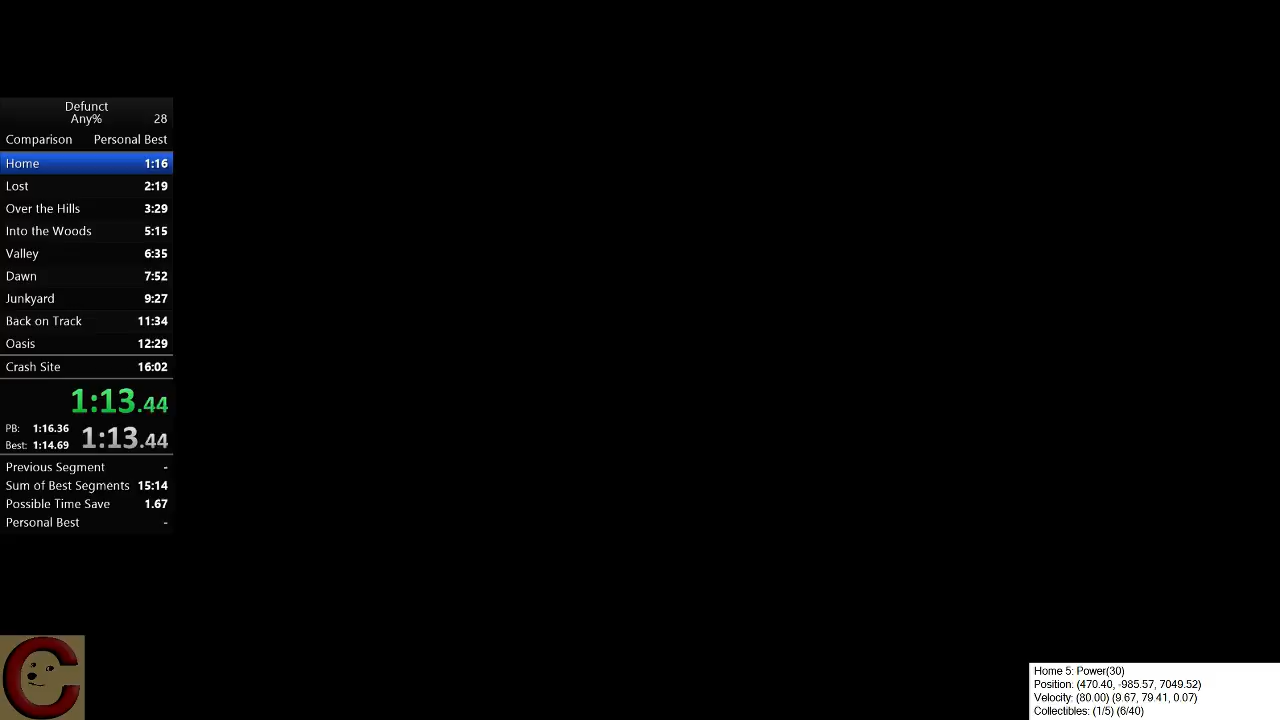 Defunct
Any% 28
Comparison Personal Best
Home 1:16
Lost 2:19
Over the Hills 3:29
Into the Woods 5:15
Valley 6:35
Dawn 7:52
Junkyard 9:27
Back on Track 11:34
Oasis 12:29
Crash Site 16:02
1:13.44
PB: 1:16.36
Best: 1:14.69
1:13.44
Previous Segment -
Sum of Best Segments 15:14
Possible Time Save 1.67
Personal Best -
C
Home 5: Power(30)
Position: (470.40, -985.57, 7049.52)
Velocity: (80.00) (9.67, 79.41, 0.07)
Collectibles: (1/5) (6/40)